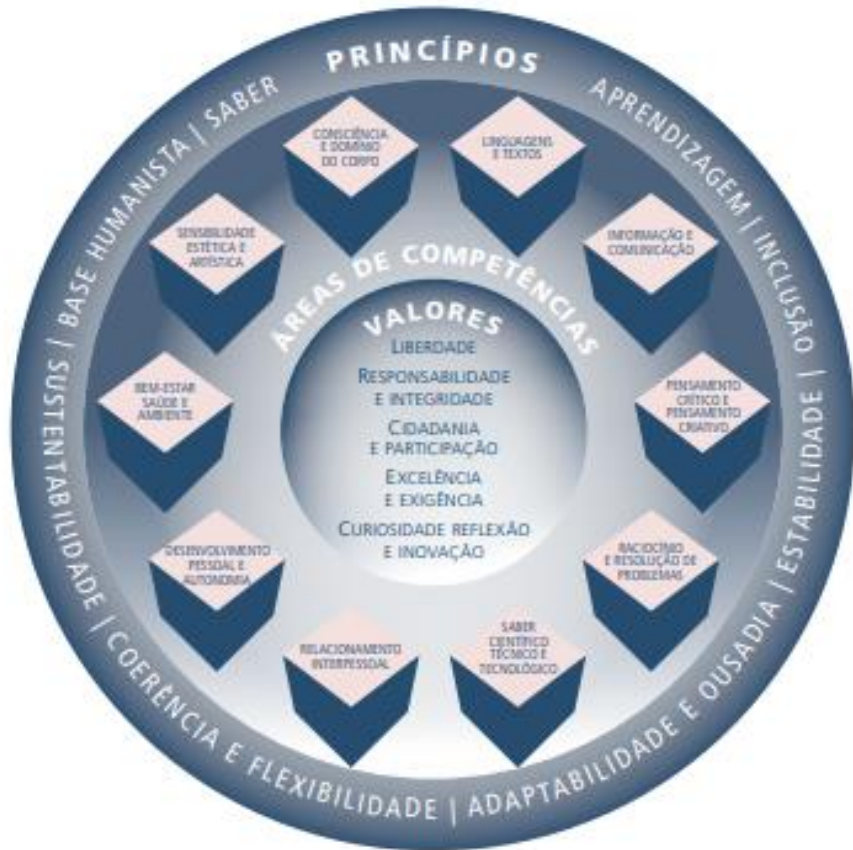 PRINCÍPIOS
APRENDIZAGEM | INCLUSÃO | ESTABILIDADE | ADAPTABILIDADE E OUSADIA | COERÊNCIA E FLEXIBILIDADE | SUSTENTABILIDADE | BASE HUMANISTA | SABER
ÁREAS DE COMPETÊNCIAS
LINGUAGENS
E TEXTOS
INFORMAÇÃO E
COMUNICAÇÃO
PENSAMENTO
CRÍTICO E
PENSAMENTO
CRIATIVO
RACIOCÍNIO
E RESOLUÇÃO DE
PROBLEMAS
SABER
CIENTÍFICO
TÉCNICO E
TECNOLÓGICO
RELACIONAMENTO
INTERPESSOAL
DESENVOLVIMENTO
PESSOAL E
AUTONOMIA
BEM-ESTAR
SAÚDE E
AMBIENTE
SENSIBILIDADE
ESTÉTICA E
ARTÍSTICA
CONSCIÊNCIA
E DOMÍNIO
DO CORPO
VALORES
LIBERDADE
RESPONSABILIDADE
E INTEGRIDADE
CIDADANIA
E PARTICIPAÇÃO
EXCELÊNCIA
E EXIGÊNCIA
CURIOSIDADE REFLEXÃO
E INOVAÇÃO